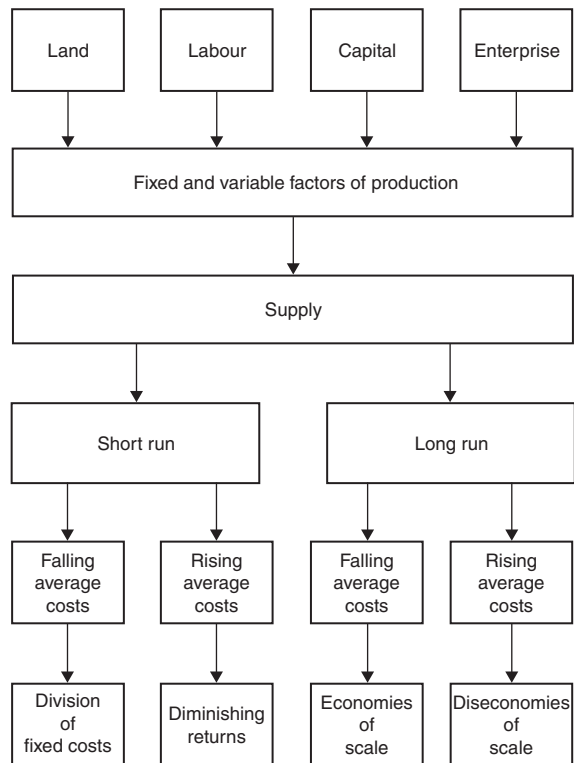 Land
Labour
Capital
Enterprise
Fixed and variable factors of production
Supply
Short run
Long run
Falling
average
costs
Rising
average
costs
Falling
average
costs
Rising
average
costs
Division
of
fixed costs
Diminishing
returns
Economies
of
scale
Diseconomies
of
scale